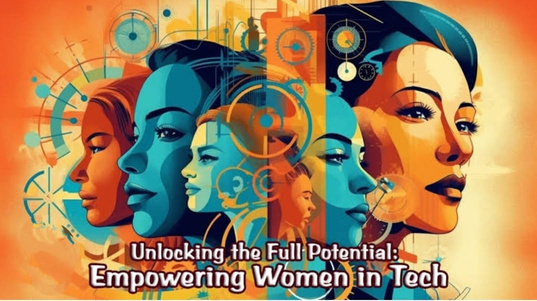 Unlocking the Full Potential:
Empowering Women in Tech